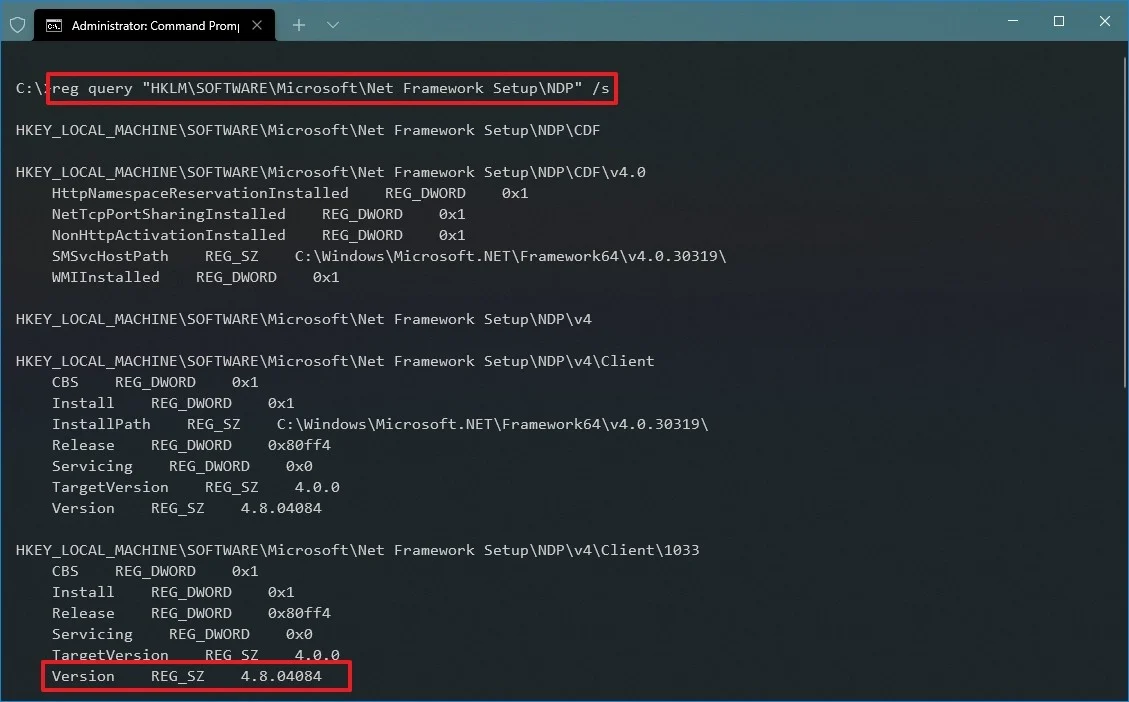 Administrator: Command Prom
C:\>reg query "HKLM\SOFTWARE\Microsoft\Net Framework Setup\NDP" /s
HKEY_LOCAL_MACHINE\SOFTWARE\Microsoft\Net Framework Setup\NDP\CDF
HKEY_LOCAL_MACHINE\SOFTWARE\Microsoft\Net Framework Setup\NDP\CDF\v4.0
    HttpNamespaceReservationInstalled    REG_DWORD    0x1
    NetTcpPortSharingInstalled    REG_DWORD    0x1
    NonHttpActivationInstalled    REG_DWORD    0x1
    SMSvcHostPath    REG_SZ    C:\Windows\Microsoft.NET\Framework64\v4.0.30319\
    WMIInstalled    REG_DWORD    0x1
HKEY_LOCAL_MACHINE\SOFTWARE\Microsoft\Net Framework Setup\NDP\v4
HKEY_LOCAL_MACHINE\SOFTWARE\Microsoft\Net Framework Setup\NDP\v4\Client
    CBS    REG_DWORD    0x1
    Install    REG_DWORD    0x1
    InstallPath    REG_SZ    C:\Windows\Microsoft.NET\Framework64\v4.0.30319\
    Release    REG_DWORD    0x80ff4
    Servicing    REG_DWORD    0x0
    TargetVersion    REG_SZ    4.0.0
    Version    REG_SZ    4.8.04084
HKEY_LOCAL_MACHINE\SOFTWARE\Microsoft\Net Framework Setup\NDP\v4\Client\1033
    CBS    REG_DWORD    0x1
    Install    REG_DWORD    0x1
    Release    REG_DWORD    0x80ff4
    Servicing    REG_DWORD    0x0
    TargetVersion    REG_SZ    4.0.0
    Version    REG_SZ    4.8.04084